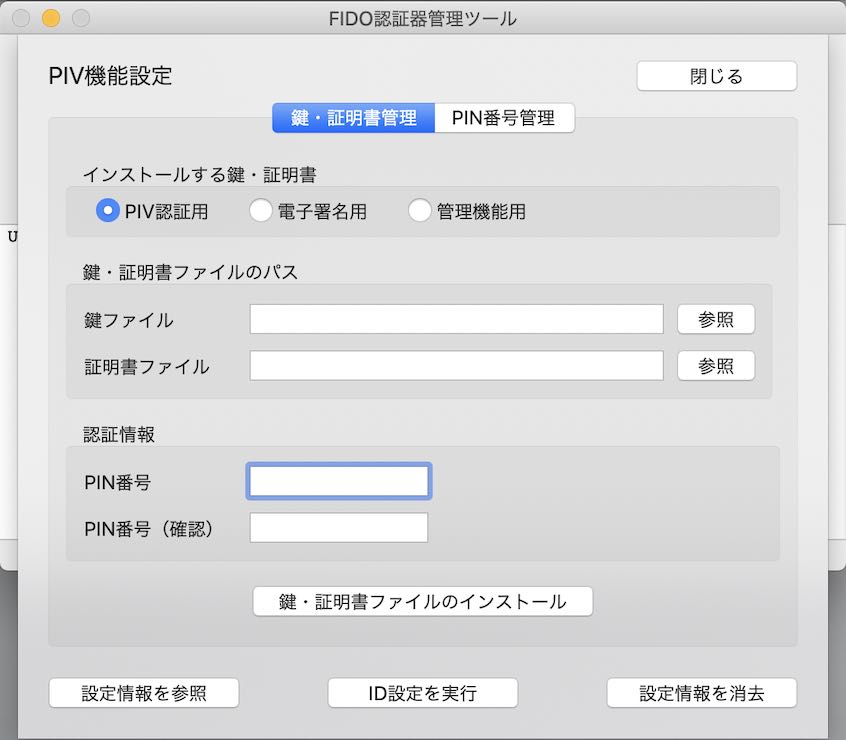 FIDO認証器管理ツール
PIV機能設定
閉じる
鍵・証明書管理
PIN番号管理
インストールする鍵・証明書
PIV認証用
電子署名用
管理機能用
鍵・証明書ファイルのパス
鍵ファイル
参照
証明書ファイル
参照
認証情報
PIN番号
PIN番号（確認）
鍵・証明書ファイルのインストール
設定情報を参照
ID設定を実行
設定情報を消去